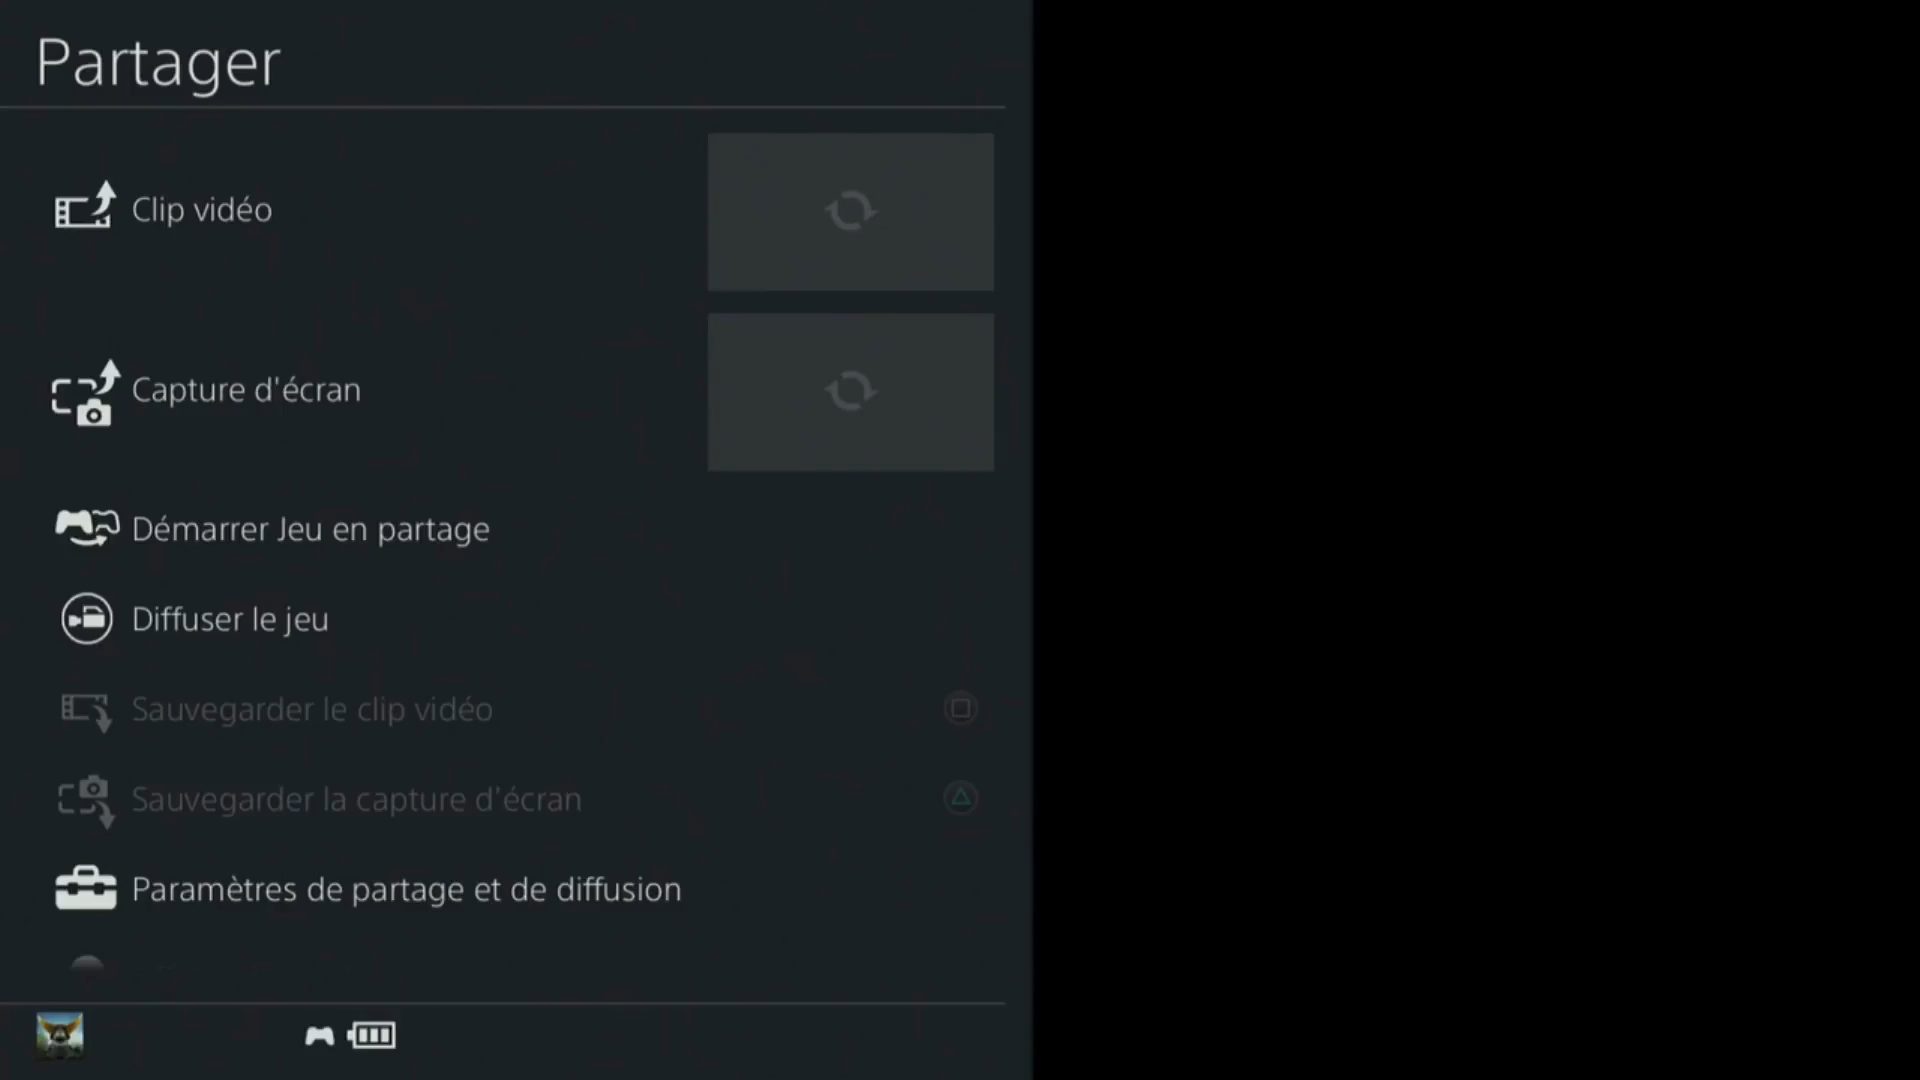 Partager
Clip vidéo
Capture d'écran
Démarrer Jeu en partage
Diffuser le jeu
Sauvegarder le clip vidéo
Sauvegarder la capture d'écran
Paramètres de partage et de diffusion